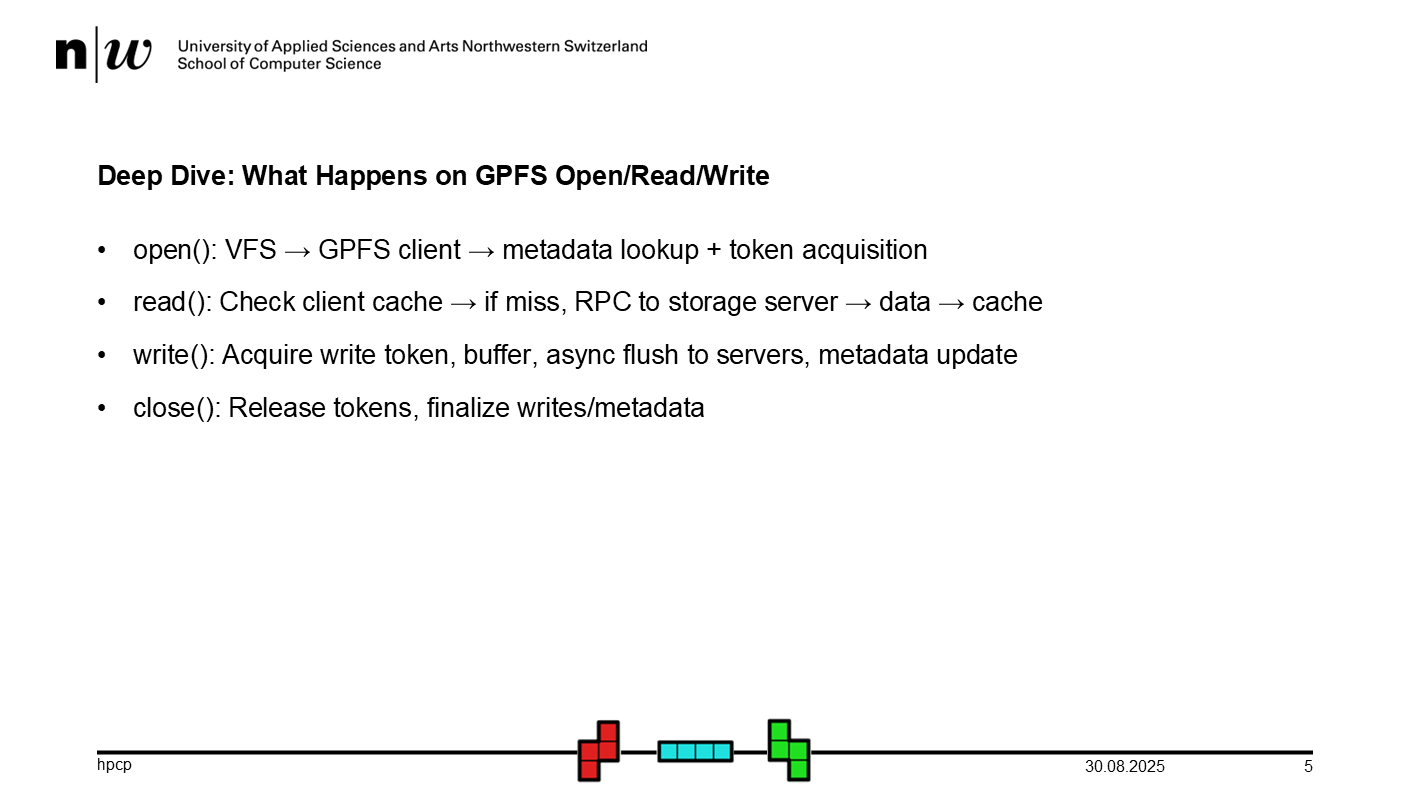 n|w University of Applied Sciences and Arts Northwestern Switzerland
School of Computer Science
Deep Dive: What Happens on GPFS Open/Read/Write
• open(): VFS → GPFS client → metadata lookup + token acquisition
• read(): Check client cache → if miss, RPC to storage server → data → cache
• write(): Acquire write token, buffer, async flush to servers, metadata update
• close(): Release tokens, finalize writes/metadata
hpcp
30.08.2025
5